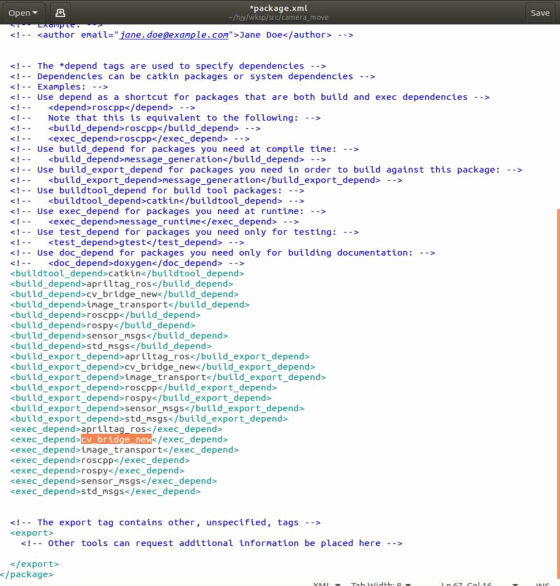 Open
*package.xml
~/hjy/wksp/src/camera_move
Save
<!-- Example: -->
<!-- <author email="jane.doe@example.com">Jane Doe</author> -->
<!-- The *depend tags are used to specify dependencies -->
<!-- Dependencies can be catkin packages or system dependencies -->
<!-- Examples: -->
<!-- Use depend as a shortcut for packages that are both build and exec dependencies -->
<!--   <depend>roscpp</depend> -->
<!--   Note that this is equivalent to the following: -->
<!--   <build_depend>roscpp</build_depend> -->
<!--   <exec_depend>roscpp</exec_depend> -->
<!-- Use build_depend for packages you need at compile time: -->
<!--   <build_depend>message_generation</build_depend> -->
<!-- Use build_export_depend for packages you need in order to build against this package: -->
<!--   <build_export_depend>message_generation</build_export_depend> -->
<!-- Use buildtool_depend for build tool packages: -->
<!--   <buildtool_depend>catkin</buildtool_depend> -->
<!-- Use exec_depend for packages you need at runtime: -->
<!--   <exec_depend>message_runtime</exec_depend> -->
<!-- Use test_depend for packages you need only for testing: -->
<!--   <test_depend>gtest</test_depend> -->
<!-- Use doc_depend for packages you need only for building documentation: -->
<!--   <doc_depend>doxygen</doc_depend> -->
<buildtool_depend>catkin</buildtool_depend>
<build_depend>apriltag_ros</build_depend>
<build_depend>cv_bridge_new</build_depend>
<build_depend>image_transport</build_depend>
<build_depend>roscpp</build_depend>
<build_depend>rospy</build_depend>
<build_depend>sensor_msgs</build_depend>
<build_depend>std_msgs</build_depend>
<build_export_depend>apriltag_ros</build_export_depend>
<build_export_depend>cv_bridge_new</build_export_depend>
<build_export_depend>image_transport</build_export_depend>
<build_export_depend>roscpp</build_export_depend>
<build_export_depend>rospy</build_export_depend>
<build_export_depend>sensor_msgs</build_export_depend>
<build_export_depend>std_msgs</build_export_depend>
<exec_depend>apriltag_ros</exec_depend>
<exec_depend>cv_bridge_new</exec_depend>
<exec_depend>image_transport</exec_depend>
<exec_depend>roscpp</exec_depend>
<exec_depend>rospy</exec_depend>
<exec_depend>sensor_msgs</exec_depend>
<exec_depend>std_msgs</exec_depend>
<!-- The export tag contains other, unspecified, tags -->
<export>
<!-- Other tools can request additional information be placed here -->
</export>
</package>
XML Tab Width: 8 Ln 67, Col 16 INS